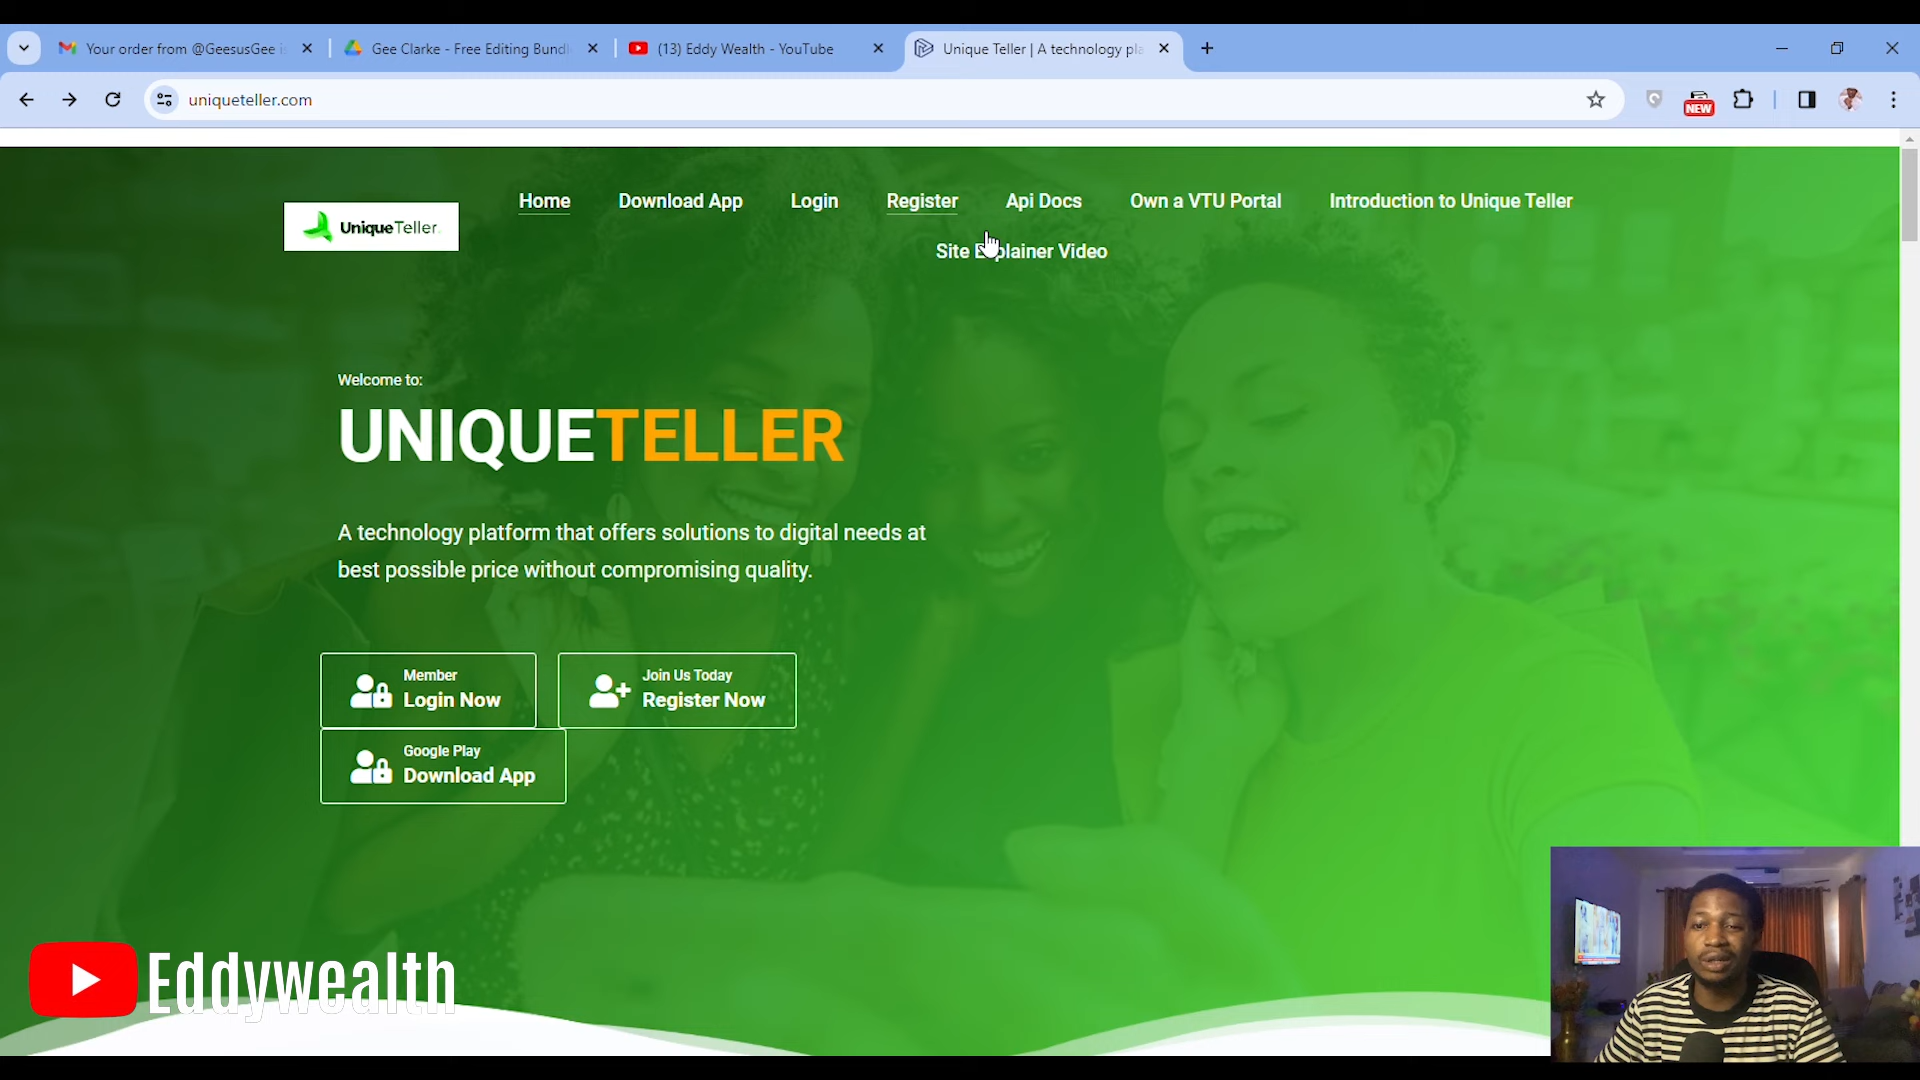 Your order from @GeesusGee is
Gee Clarke - Free Editing Bundl
(13) Eddy Wealth - YouTube
Unique Teller | A technology pla
uniqueteller.com
NEW
Home
Download App
Login
Register
Api Docs
Own a VTU Portal
Introduction to Unique Teller
UniqueTeller
Site Explainer Video
Welcome to:
UNIQUETELLER
A technology platform that offers solutions to digital needs at
best possible price without compromising quality.
Member
Login Now
Join Us Today
Register Now
Google Play
Download App
Eddywealth